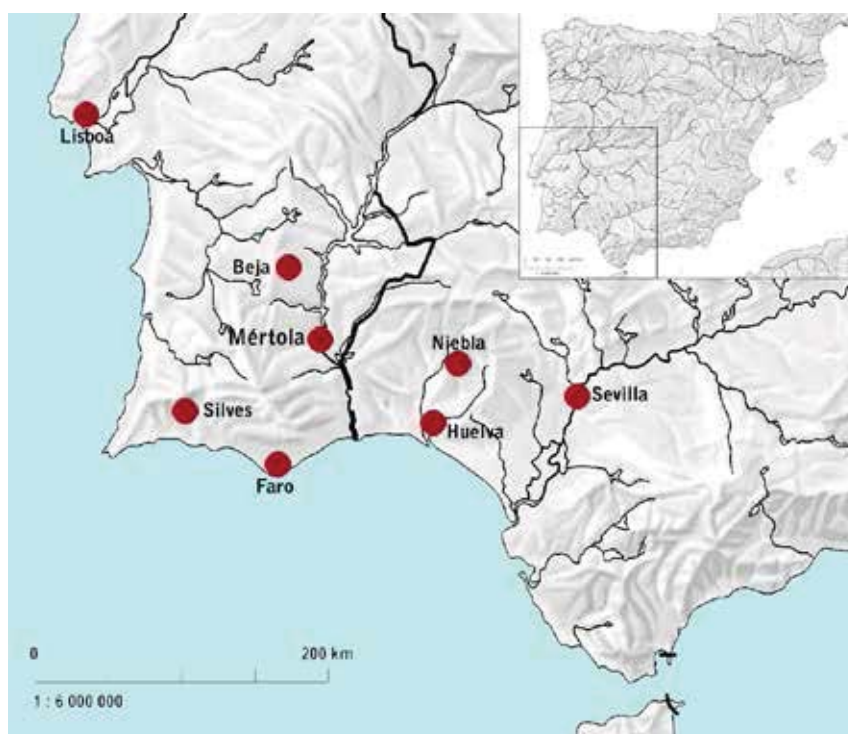 Lisboa
Beja
Mértola
Niebla
Sevilla
Silves
Huelva
Faro
0 200 km
1 : 6 000 000